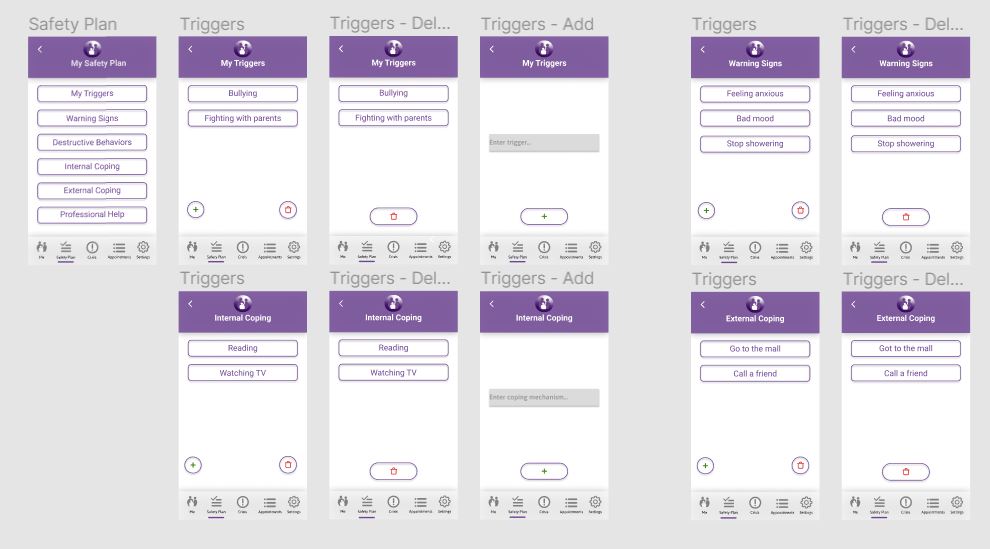 Safety Plan
My Safety Plan
My Triggers
Warning Signs
Destructive Behaviors
Internal Coping
External Coping
Professional Help
Me Safety Plan Crisis Appointments Settings
Triggers
My Triggers
Bullying
Fighting with parents
Me Safety Plan Crisis Appointments Settings
Triggers - Del...
My Triggers
Bullying
Fighting with parents
Me Safety Plan Crisis Appointments Settings
Triggers - Add
My Triggers
Enter trigger...
Me Safety Plan Crisis Appointments Settings
Triggers
Warning Signs
Feeling anxious
Bad mood
Stop showering
Me Safety Plan Crisis Appointments Settings
Triggers - Del...
Warning Signs
Feeling anxious
Bad mood
Stop showering
Me Safety Plan Crisis Appointments Settings
Triggers
Internal Coping
Reading
Watching TV
Me Safety Plan Crisis Appointments Settings
Triggers - Del...
Internal Coping
Reading
Watching TV
Me Safety Plan Crisis Appointments Settings
Triggers - Add
Internal Coping
Enter coping mechanism...
Me Safety Plan Crisis Appointments Settings
Triggers
External Coping
Go to the mall
Call a friend
Me Safety Plan Crisis Appointments Settings
Triggers - Del...
External Coping
Got to the mall
Call a friend
Me Safety Plan Crisis Appointments Settings